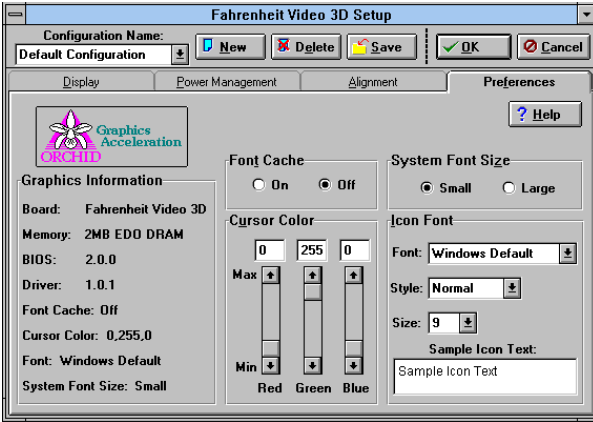 Fahrenheit Video 3D Setup
Configuration Name:
Default Configuration
New
Delete
Save
OK
Cancel
Display
Power Management
Alignment
Preferences
Help
Graphics
Acceleration
ORCHID
Graphics Information
Board: Fahrenheit Video 3D
Memory: 2MB EDO DRAM
BIOS: 2.0.0
Driver: 1.0.1
Font Cache: Off
Cursor Color: 0,255,0
Font: Windows Default
System Font Size: Small
Font Cache
On Off
Cursor Color
0 255 0
Max
Min
Red Green Blue
System Font Size
Small Large
Icon Font
Font: Windows Default
Style: Normal
Size: 9
Sample Icon Text:
Sample Icon Text